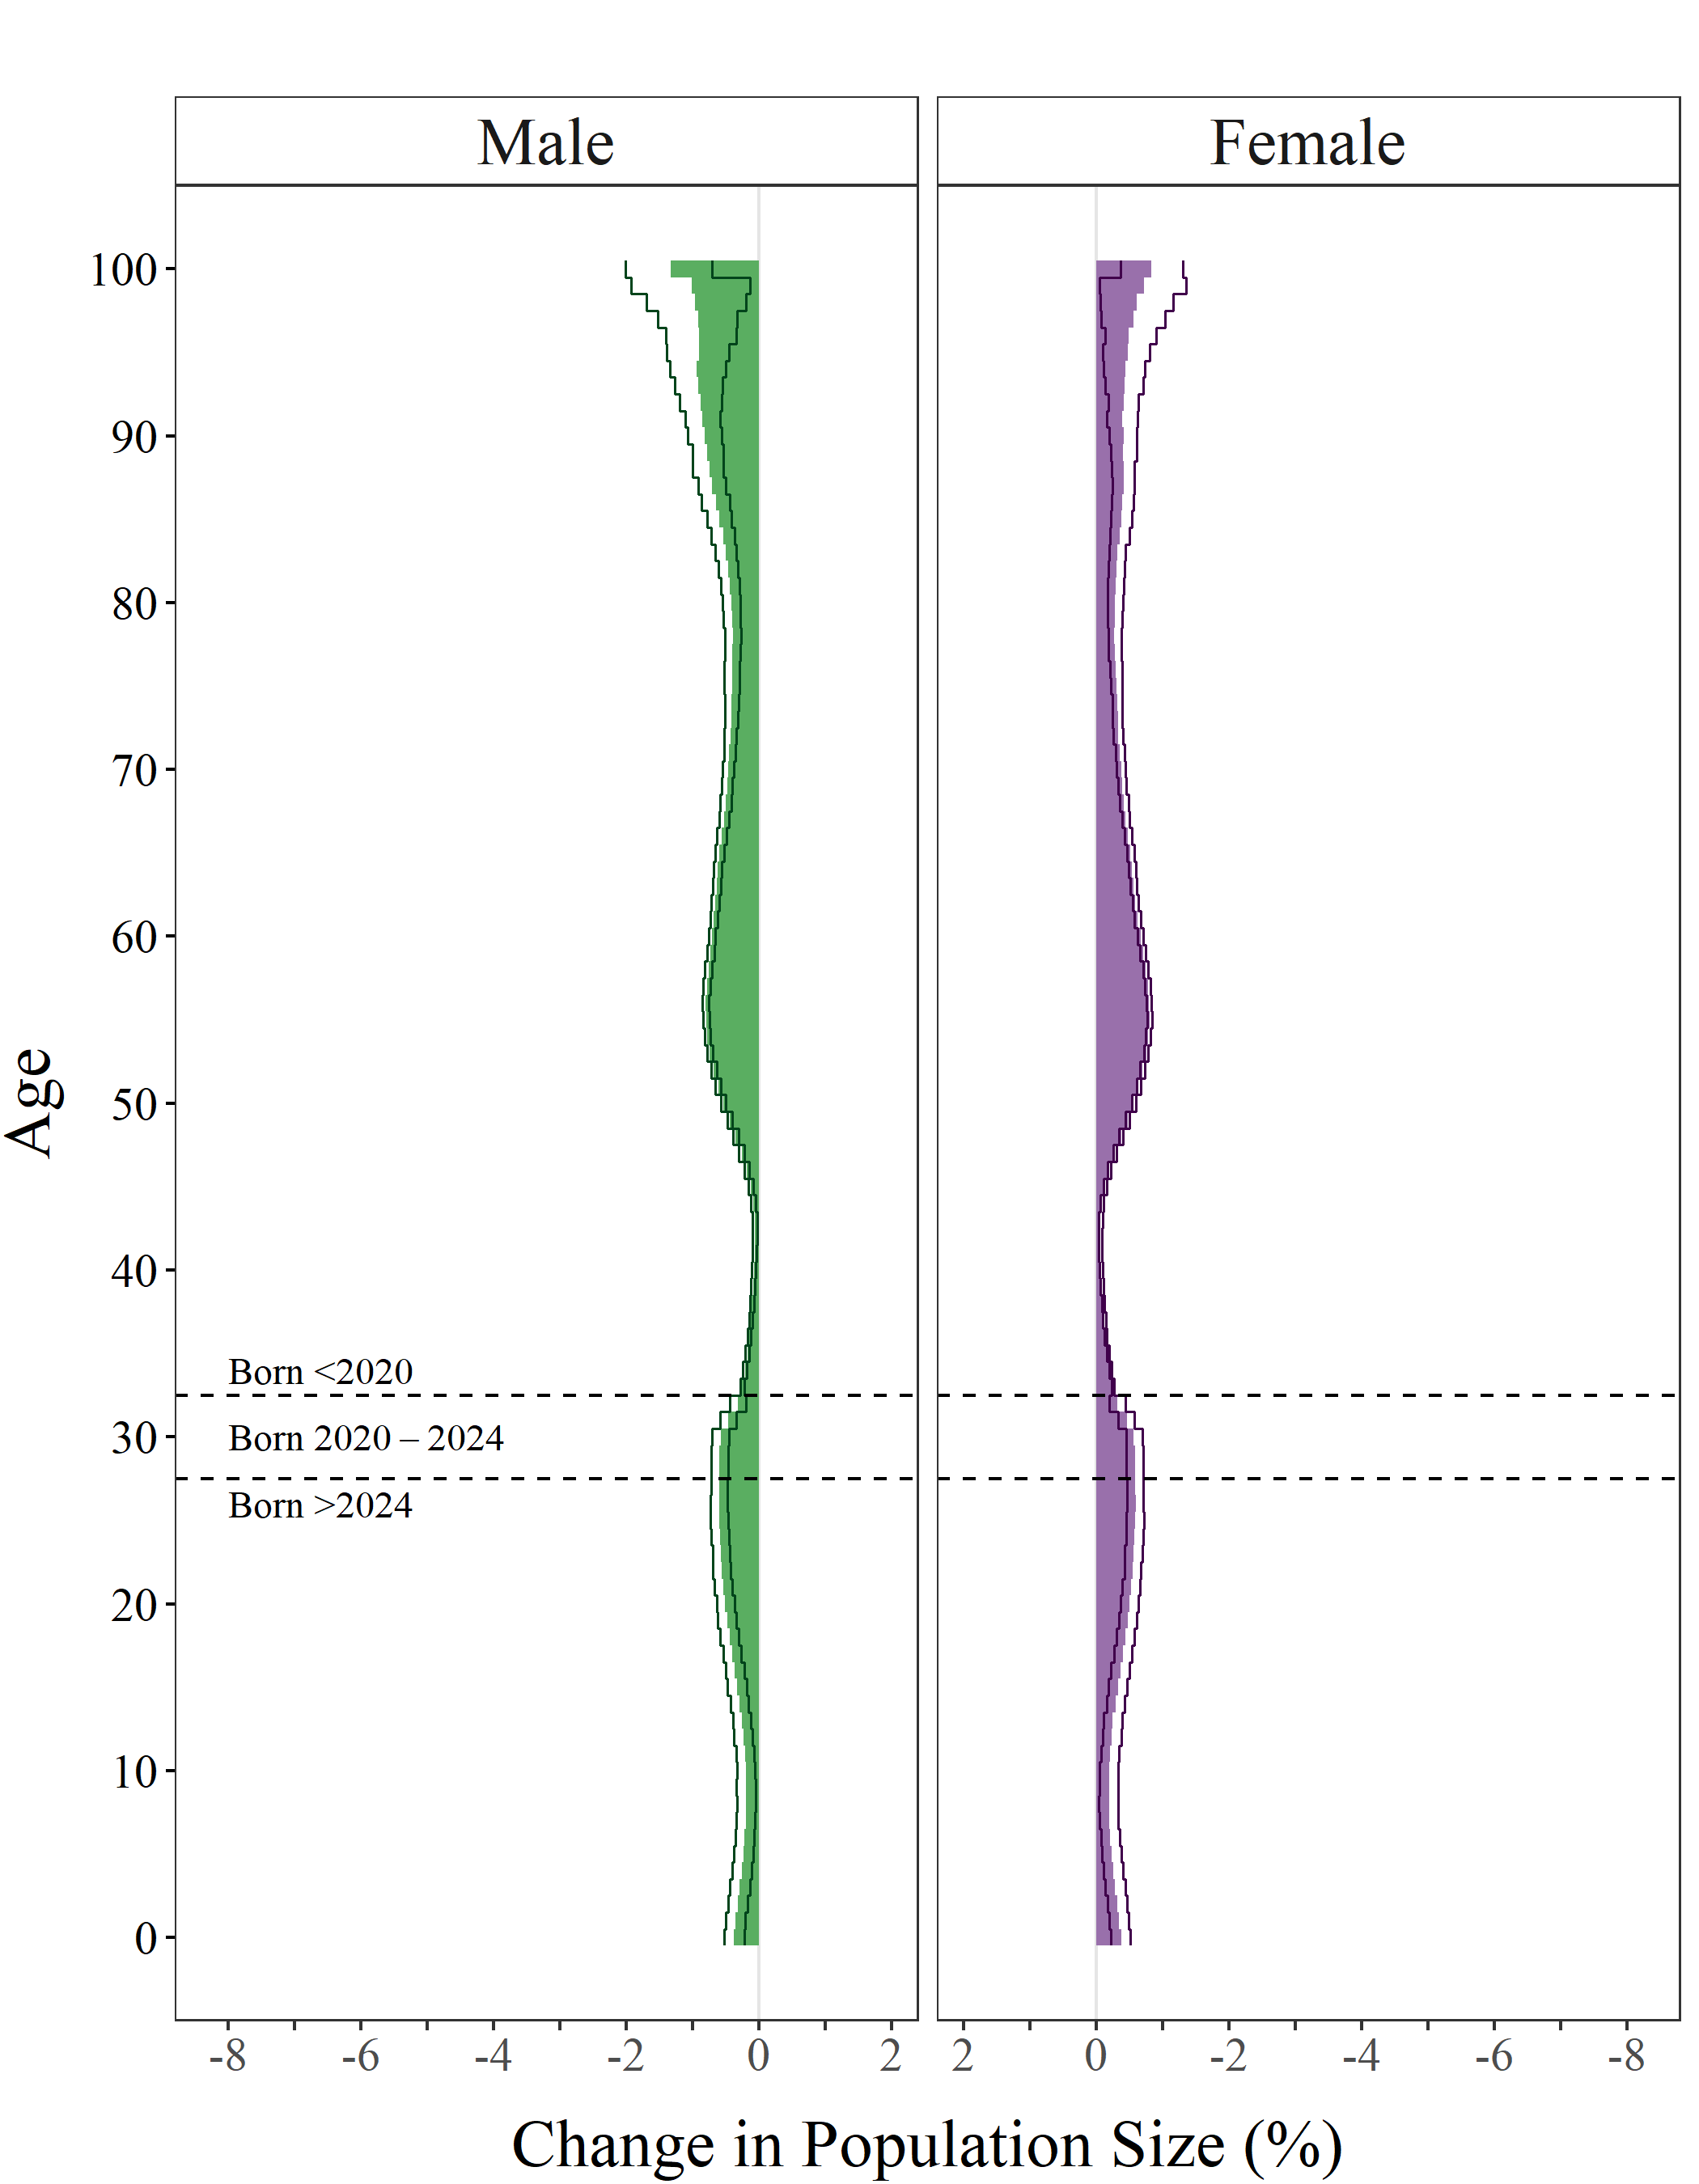 Male
Female
100
90
80
70
60
50
40
30
20
10
0
Age
Born <2020
Born 2020 – 2024
Born >2024
-8 -6 -4 -2 0 2
2 0 -2 -4 -6 -8
Change in Population Size (%)